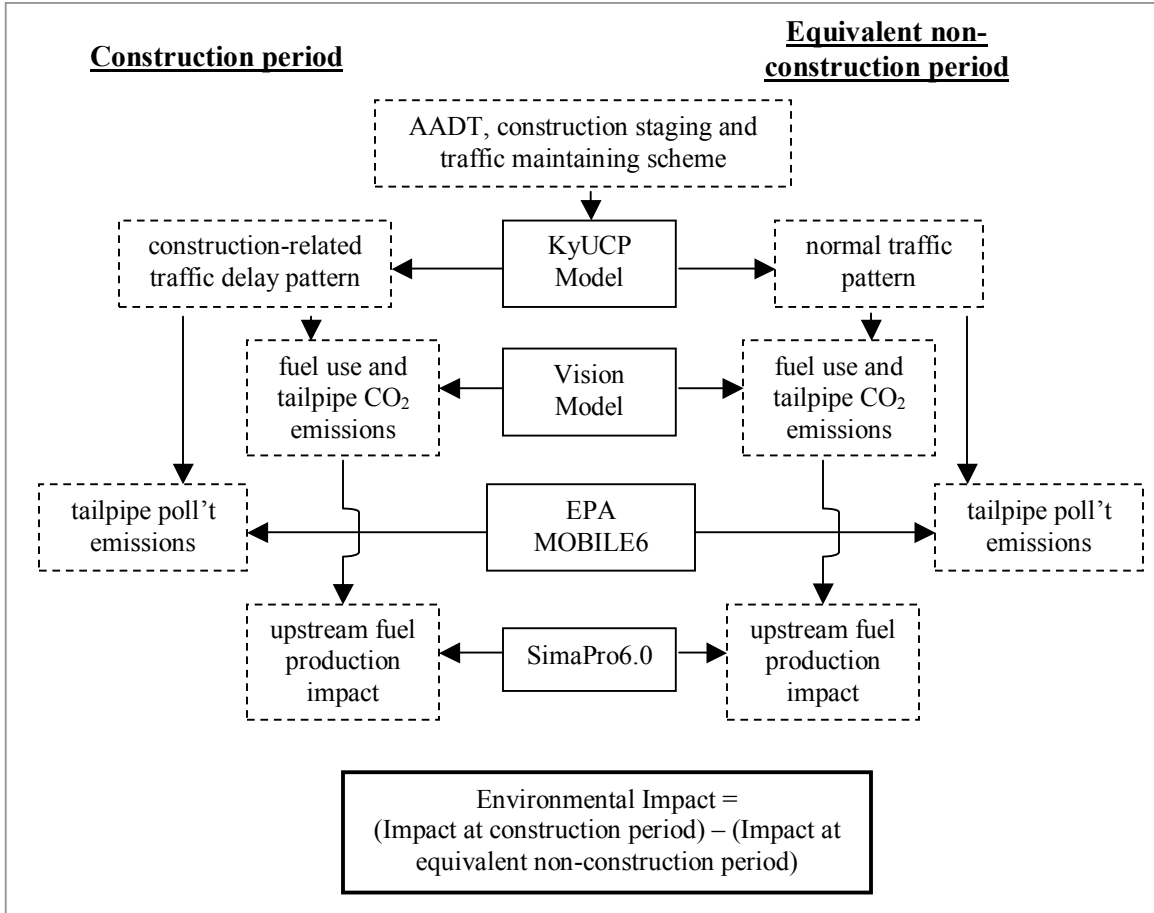 Construction period
Equivalent non-
construction period
AADT, construction staging and
traffic maintaining scheme
construction-related
traffic delay pattern
KyUCP
Model
normal traffic
pattern
fuel use and
tailpipe CO₂
emissions
Vision
Model
fuel use and
tailpipe CO₂
emissions
tailpipe poll’t
emissions
EPA
MOBILE6
tailpipe poll’t
emissions
upstream fuel
production
impact
SimaPro6.0
upstream fuel
production
impact
Environmental Impact =
(Impact at construction period) – (Impact at
equivalent non-construction period)